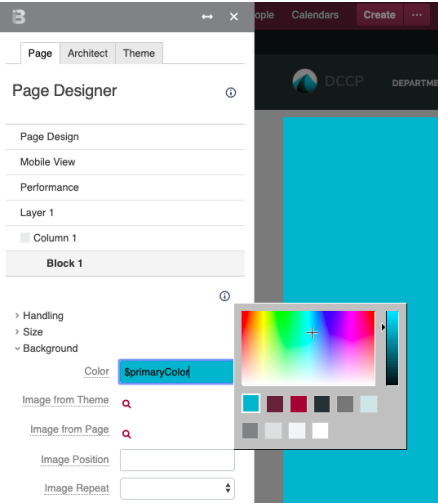 B
ople Calendars Create ...
Page Architect Theme
Page Designer
DCCP DEPARTME
Page Design
Mobile View
Performance
Layer 1
Column 1
Block 1
Handling
Size
Background
Color $primaryColor
Image from Theme
Image from Page
Image Position
Image Repeat